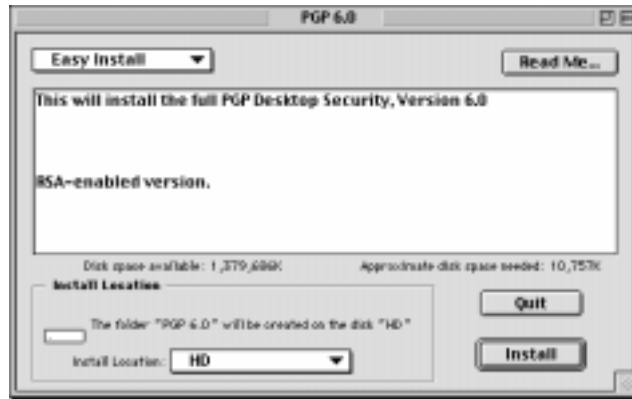 PGP 6.0
Easy Install
Read Me...
This will install the full PGP Desktop Security, Version 6.0
RSA-enabled version.
Disk space available: 1,379,686K Approximate disk space needed: 10,757K
Install Location
The folder "PGP 6.0" will be created on the disk "HD"
Install Location: HD
Quit
Install